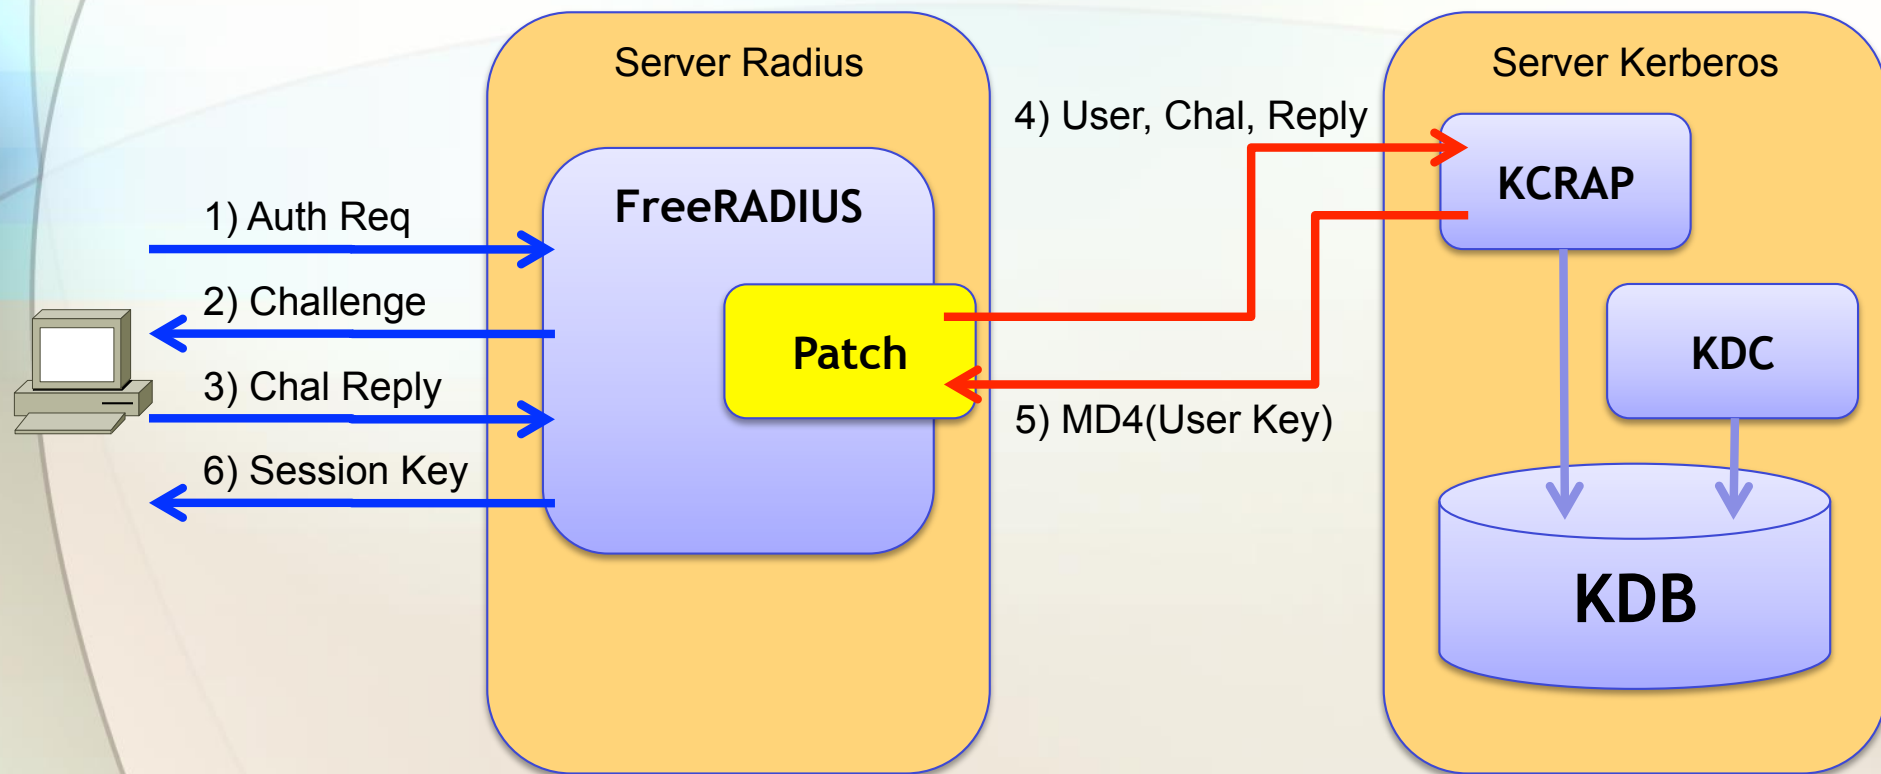 Server Radius
Server Kerberos
FreeRADIUS
Patch
1) Auth Req
2) Challenge
3) Chal Reply
6) Session Key
4) User, Chal, Reply
5) MD4(User Key)
KCRAP
KDC
KDB